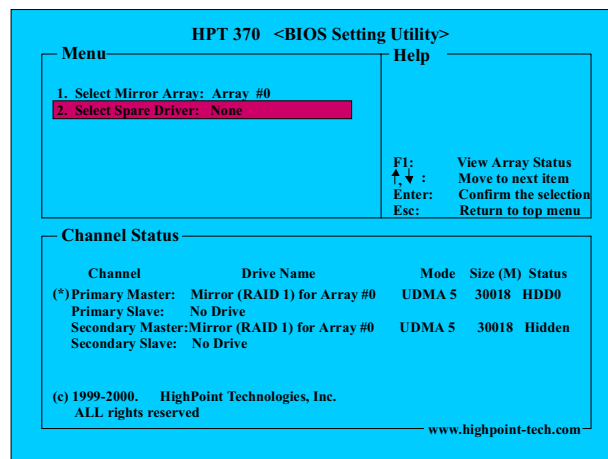 HPT 370 <BIOS Setting Utility>
Menu
1. Select Mirror Array: Array #0
2. Select Spare Driver: None
Help
F1: View Array Status
↑,↓ : Move to next item
Enter: Confirm the selection
Esc: Return to top menu
Channel Status
Channel Drive Name Mode Size (M) Status
(*)Primary Master: Mirror (RAID 1) for Array #0 UDMA 5 30018 HDD0
Primary Slave: No Drive
Secondary Master:Mirror (RAID 1) for Array #0 UDMA 5 30018 Hidden
Secondary Slave: No Drive
(c) 1999-2000. HighPoint Technologies, Inc.
ALL rights reserved
www.highpoint-tech.com